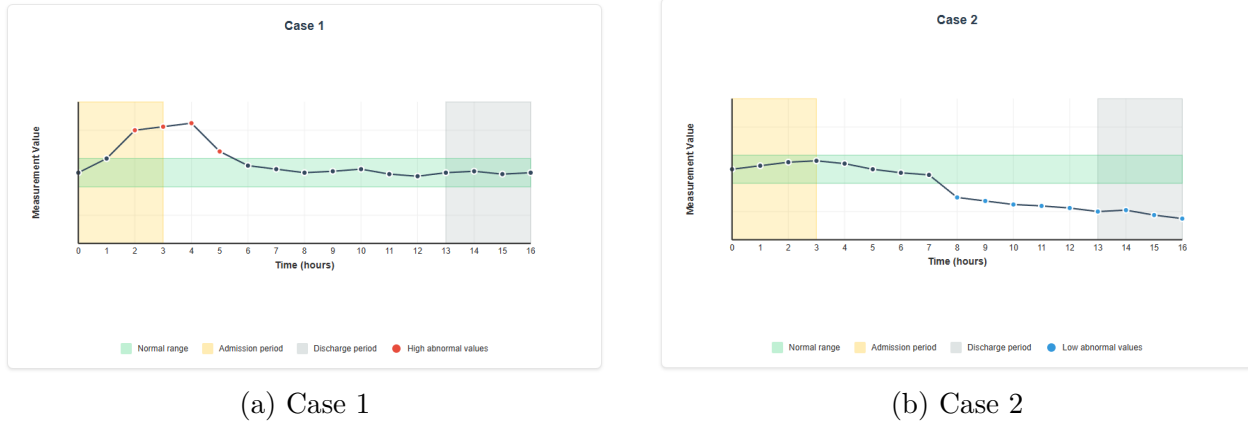 Case 1
Measurement Value
0 1 2 3 4 5 6 7 8 9 10 11 12 13 14 15 16
Time (hours)
Normal range Admission period Discharge period High abnormal values
(a) Case 1
Case 2
Measurement Value
0 1 2 3 4 5 6 7 8 9 10 11 12 13 14 15 16
Time (hours)
Normal range Admission period Discharge period Low abnormal values
(b) Case 2